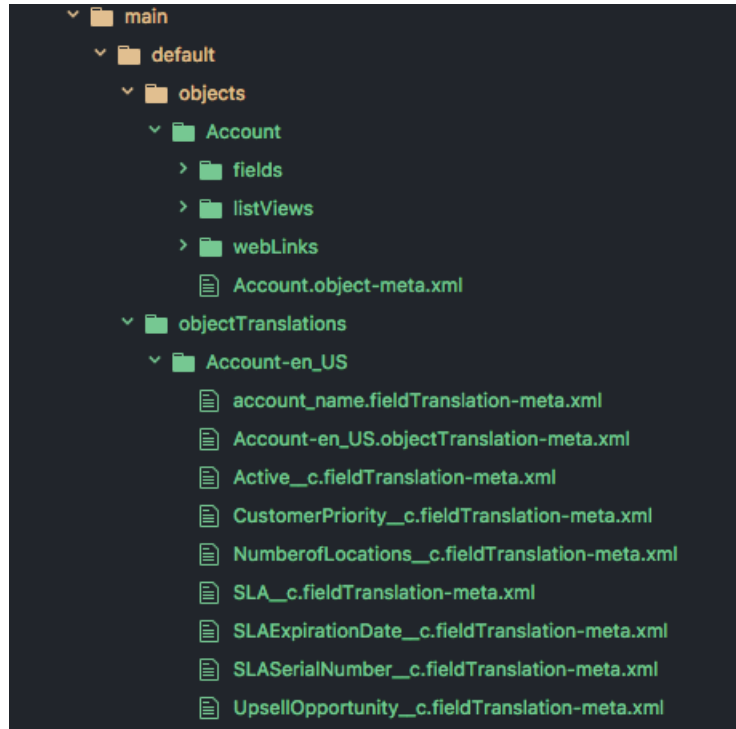 main
default
objects
Account
fields
listViews
webLinks
Account.object-meta.xml
objectTranslations
Account-en_US
account_name.fieldTranslation-meta.xml
Account-en_US.objectTranslation-meta.xml
Active__c.fieldTranslation-meta.xml
CustomerPriority__c.fieldTranslation-meta.xml
NumberofLocations__c.fieldTranslation-meta.xml
SLA__c.fieldTranslation-meta.xml
SLAExpirationDate__c.fieldTranslation-meta.xml
SLASerialNumber__c.fieldTranslation-meta.xml
UpsellOpportunity__c.fieldTranslation-meta.xml